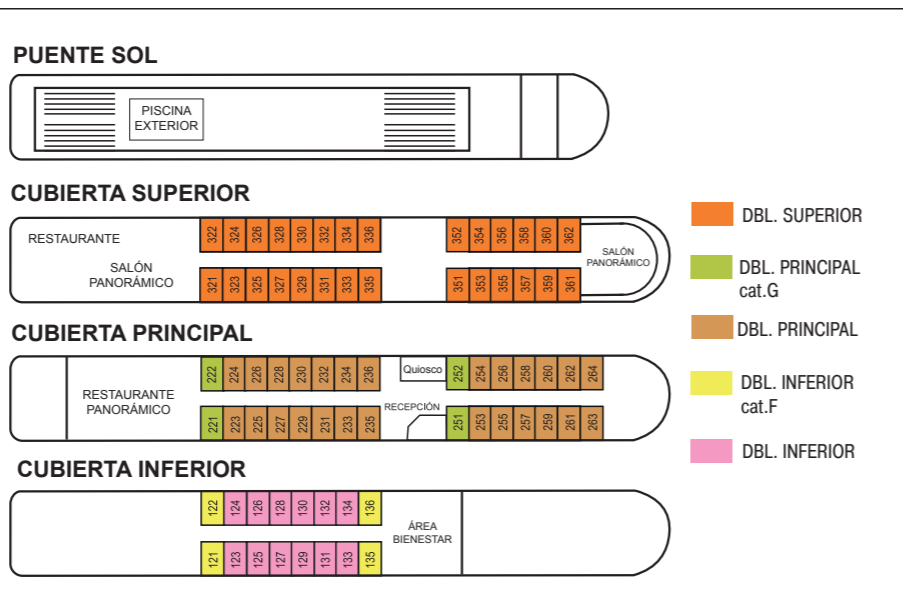 PUENTE SOL
PISCINA
EXTERIOR
CUBIERTA SUPERIOR
RESTAURANTE
SALÓN
PANORÁMICO
322 324 326 328 330 332 334 336
352 354 356 358 360 362
321 323 325 327 329 331 333 335
351 353 355 357 359 361
SALÓN
PANORÁMICO
CUBIERTA PRINCIPAL
RESTAURANTE
PANORÁMICO
222 224 226 228 230 232 234 236
Quiosco
252 254 256 258 260 262 264
RECEPCIÓN
221 223 225 227 229 231 233 235
251 253 255 257 259 261 263
CUBIERTA INFERIOR
122 124 126 128 130 132 134 136
121 123 125 127 129 131 133 135
ÁREA
BIENESTAR
DBL. SUPERIOR
DBL. PRINCIPAL
cat.G
DBL. PRINCIPAL
DBL. INFERIOR
cat.F
DBL. INFERIOR